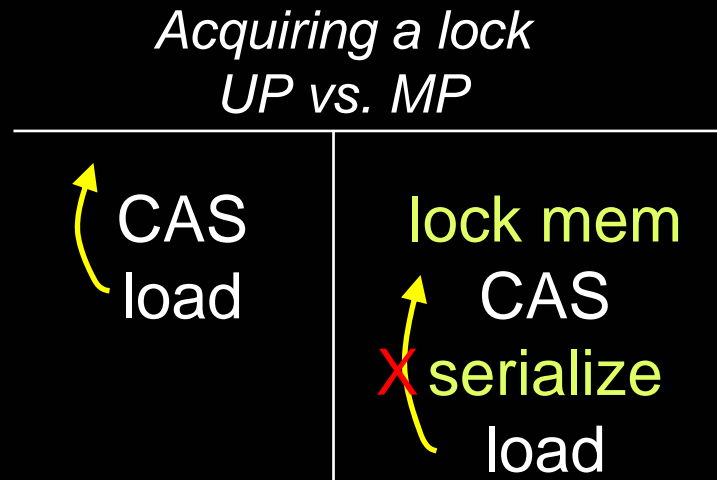 Acquiring a lock
UP vs. MP
CAS
load
lock mem
CAS
X serialize
load